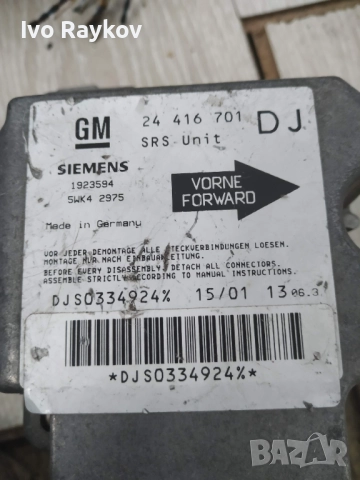 Ivo Raykov
GM
24 416 701 DJ
SRS Unit
SIEMENS
1923594
5WK4 2975
VORNE
FORWARD
Made in Germany
VOR JEDER DEMONTAGE ALLE STECKVERBINDUNGEN LOESEN.
MONTAGE NUR NACH EINBAUANLEITUNG.
BEFORE EVERY DISASSEMBLY, DETACH ALL CONNECTORS.
ASSEMBLE STRICTLY ACCORDING TO MANUAL INSTRUCTIONS.
DJS0334924% 15/01 13 06.3
*DJS0334924%*
BAZAR